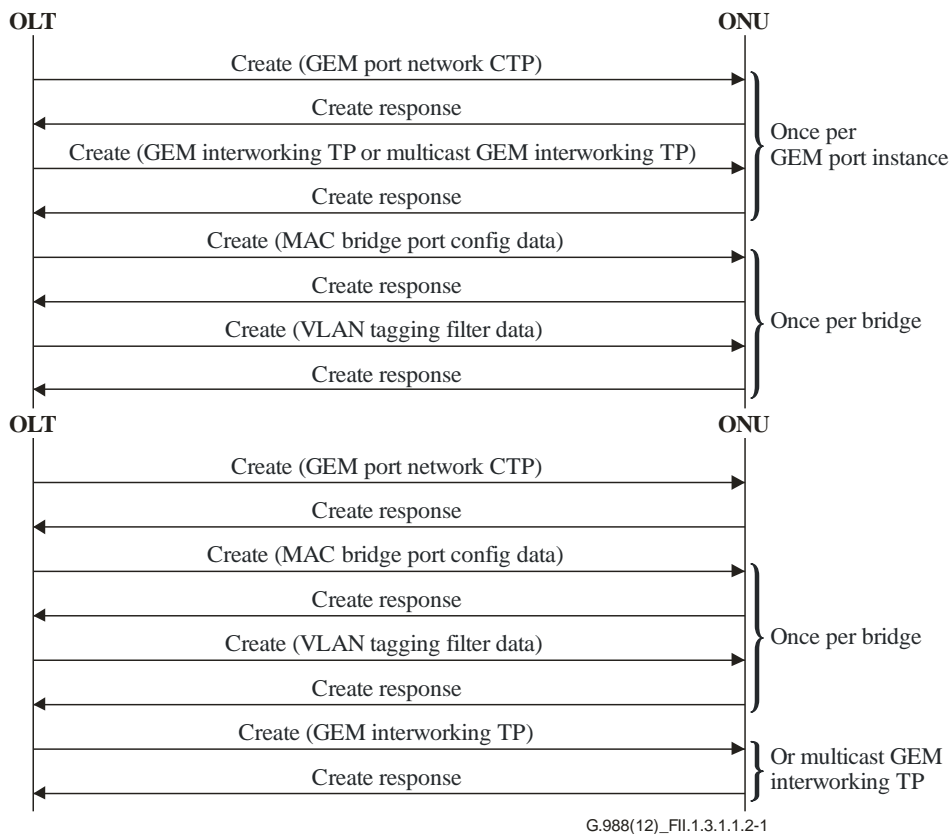 OLT ONU
Create (GEM port network CTP)
Create response
Create (GEM interworking TP or multicast GEM interworking TP)
Create response
Once per
GEM port instance
Create (MAC bridge port config data)
Create response
Create (VLAN tagging filter data)
Create response
Once per bridge
OLT ONU
Create (GEM port network CTP)
Create response
Create (MAC bridge port config data)
Create response
Create (VLAN tagging filter data)
Create response
Once per bridge
Create (GEM interworking TP)
Create response
Or multicast GEM
interworking TP
G.988(12)_FII.1.3.1.1.2-1